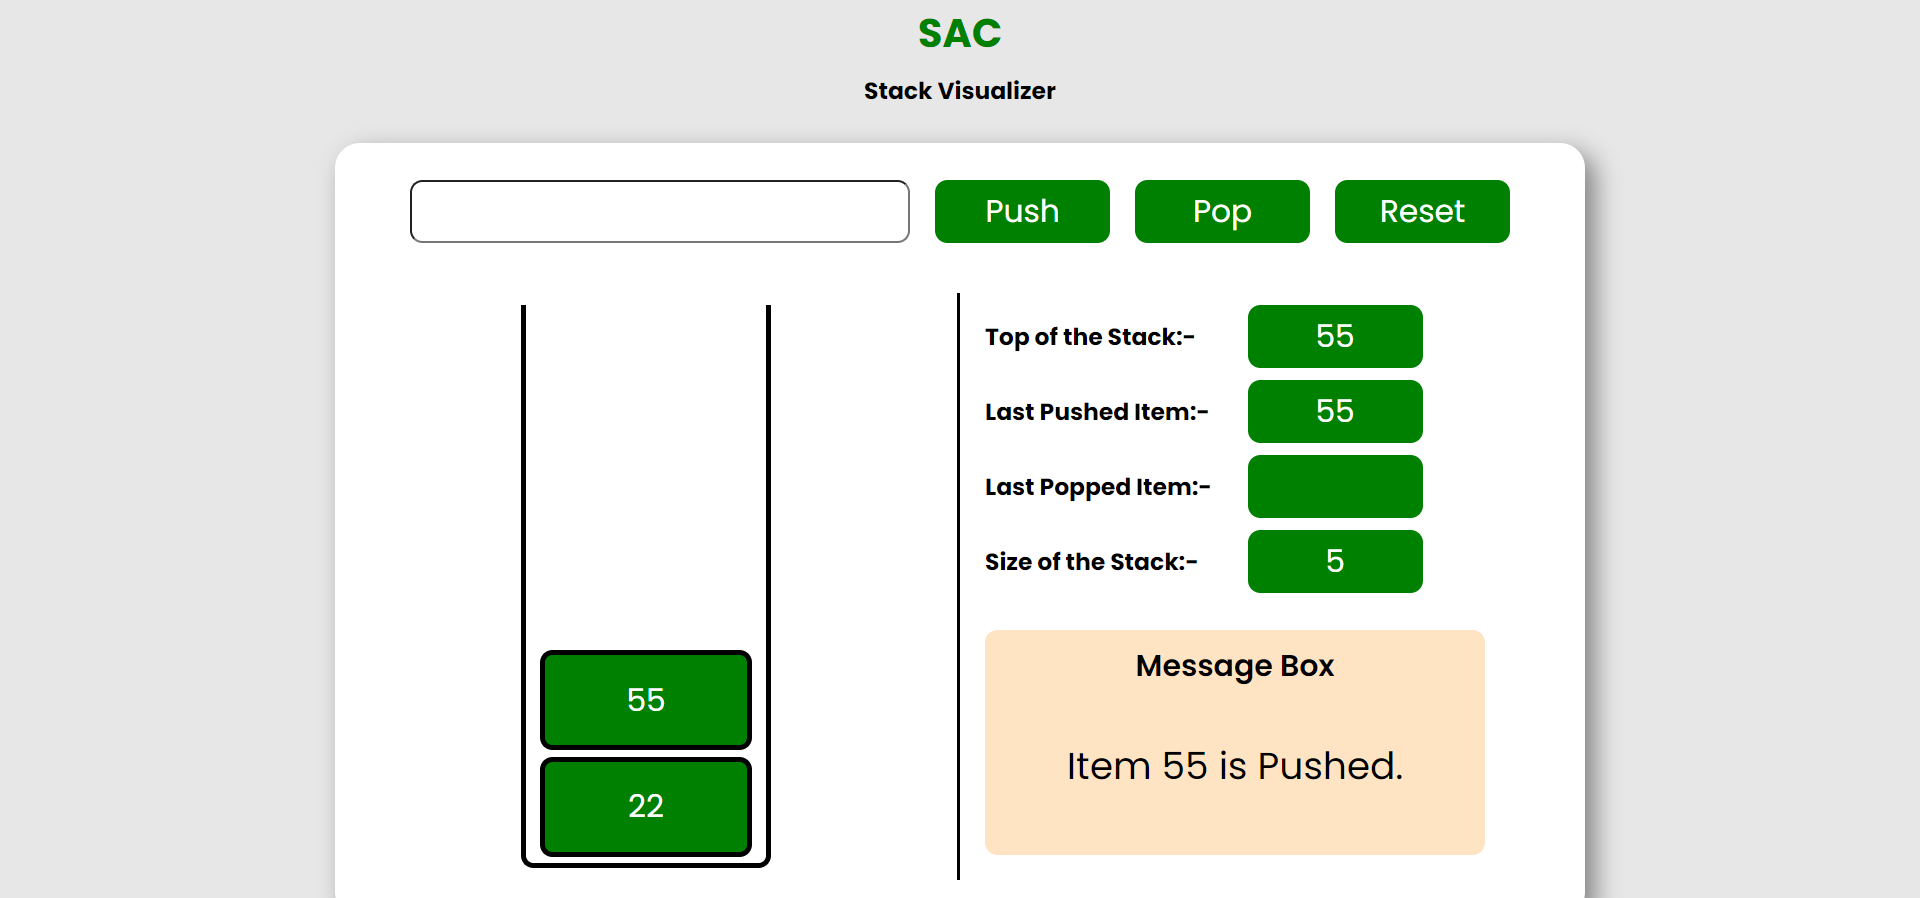 SAC
Stack Visualizer
Push Pop Reset
Top of the Stack:- 55
Last Pushed Item:- 55
Last Popped Item:-
Size of the Stack:- 5
55
22
Message Box
Item 55 is Pushed.